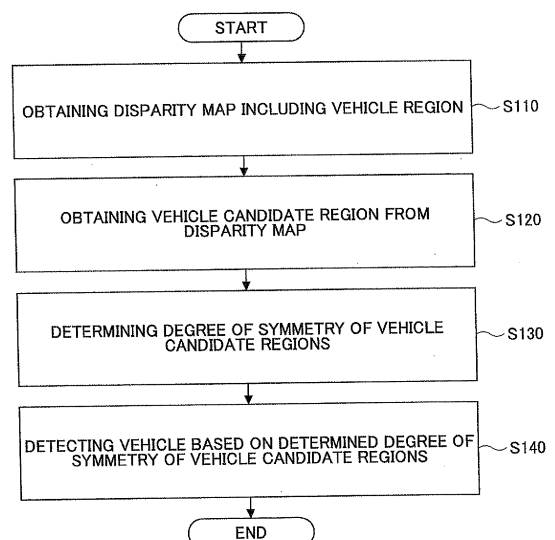 START
OBTAINING DISPARITY MAP INCLUDING VEHICLE REGION
S110
OBTAINING VEHICLE CANDIDATE REGION FROM
DISPARITY MAP
S120
DETERMINING DEGREE OF SYMMETRY OF VEHICLE
CANDIDATE REGIONS
S130
DETECTING VEHICLE BASED ON DETERMINED DEGREE OF
SYMMETRY OF VEHICLE CANDIDATE REGIONS
S140
END